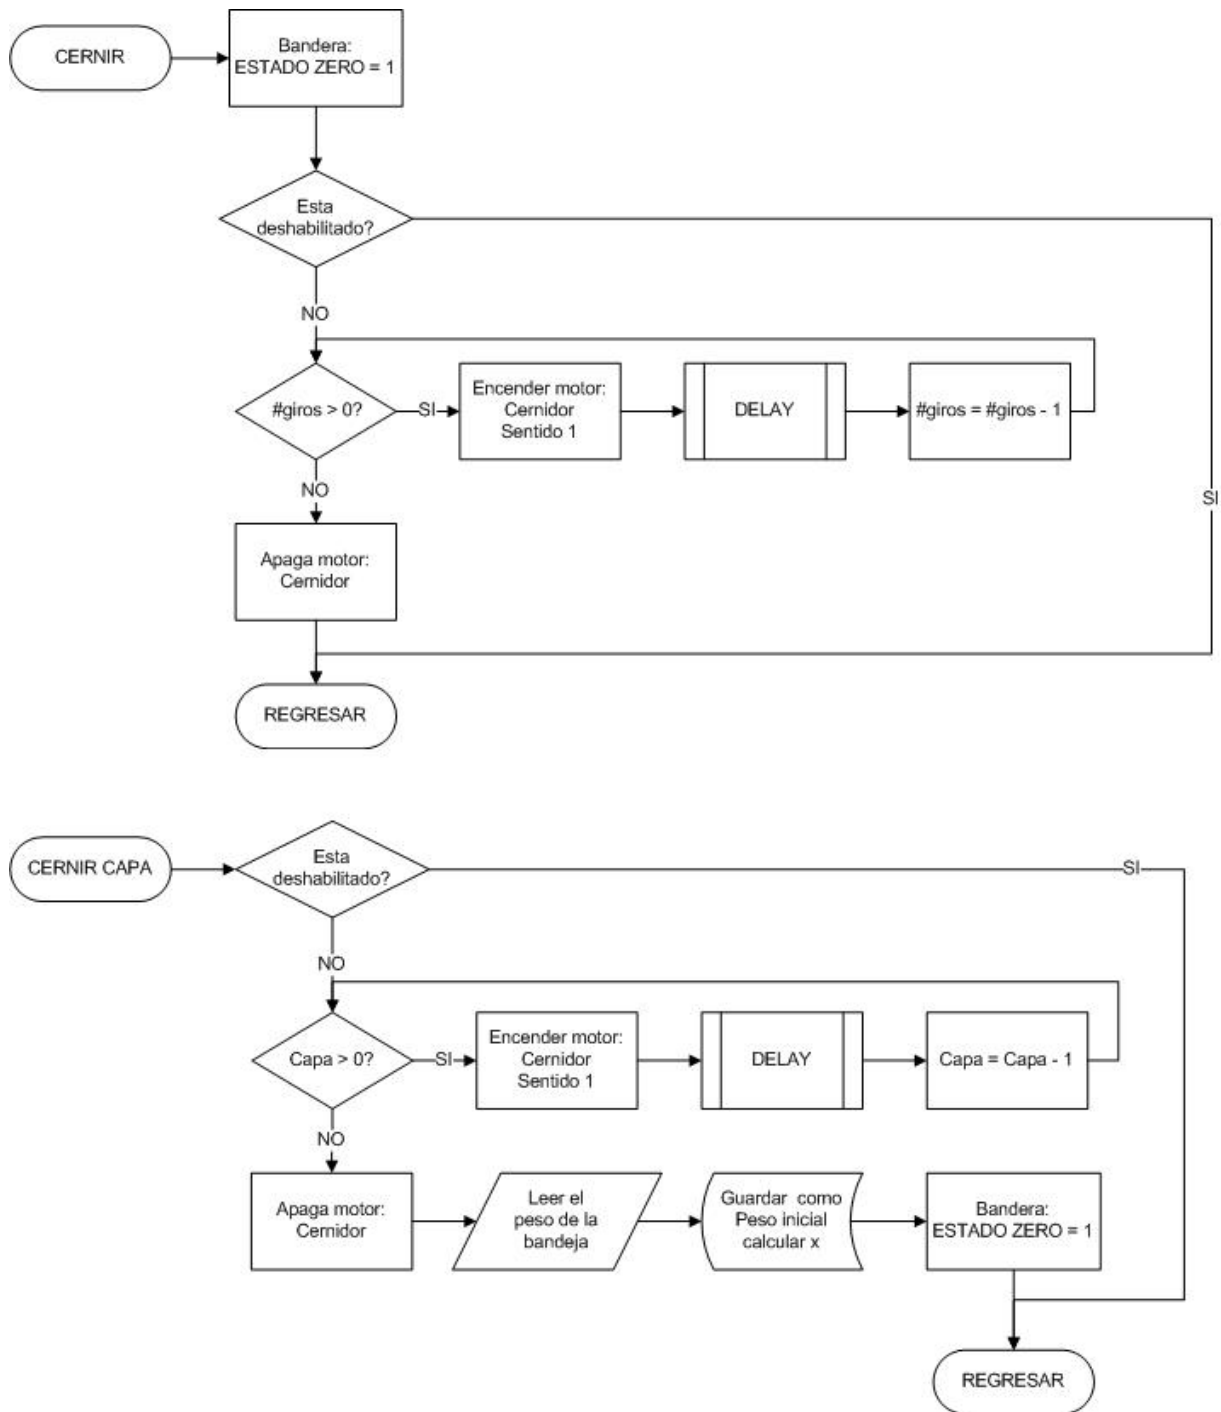 CERNIR
Bandera:
ESTADO ZERO = 1
Esta
deshabilitado?
NO
#giros > 0?
SI
Encender motor:
Cernidor
Sentido 1
DELAY
#giros = #giros - 1
SI
NO
Apaga motor:
Cernidor
REGRESAR
CERNIR CAPA
Esta
deshabilitado?
SI
NO
Capa > 0?
SI
Encender motor:
Cernidor
Sentido 1
DELAY
Capa = Capa - 1
NO
Apaga motor:
Cernidor
Leer el
peso de la
bandeja
Guardar como
Peso inicial
calcular x
Bandera:
ESTADO ZERO = 1
REGRESAR